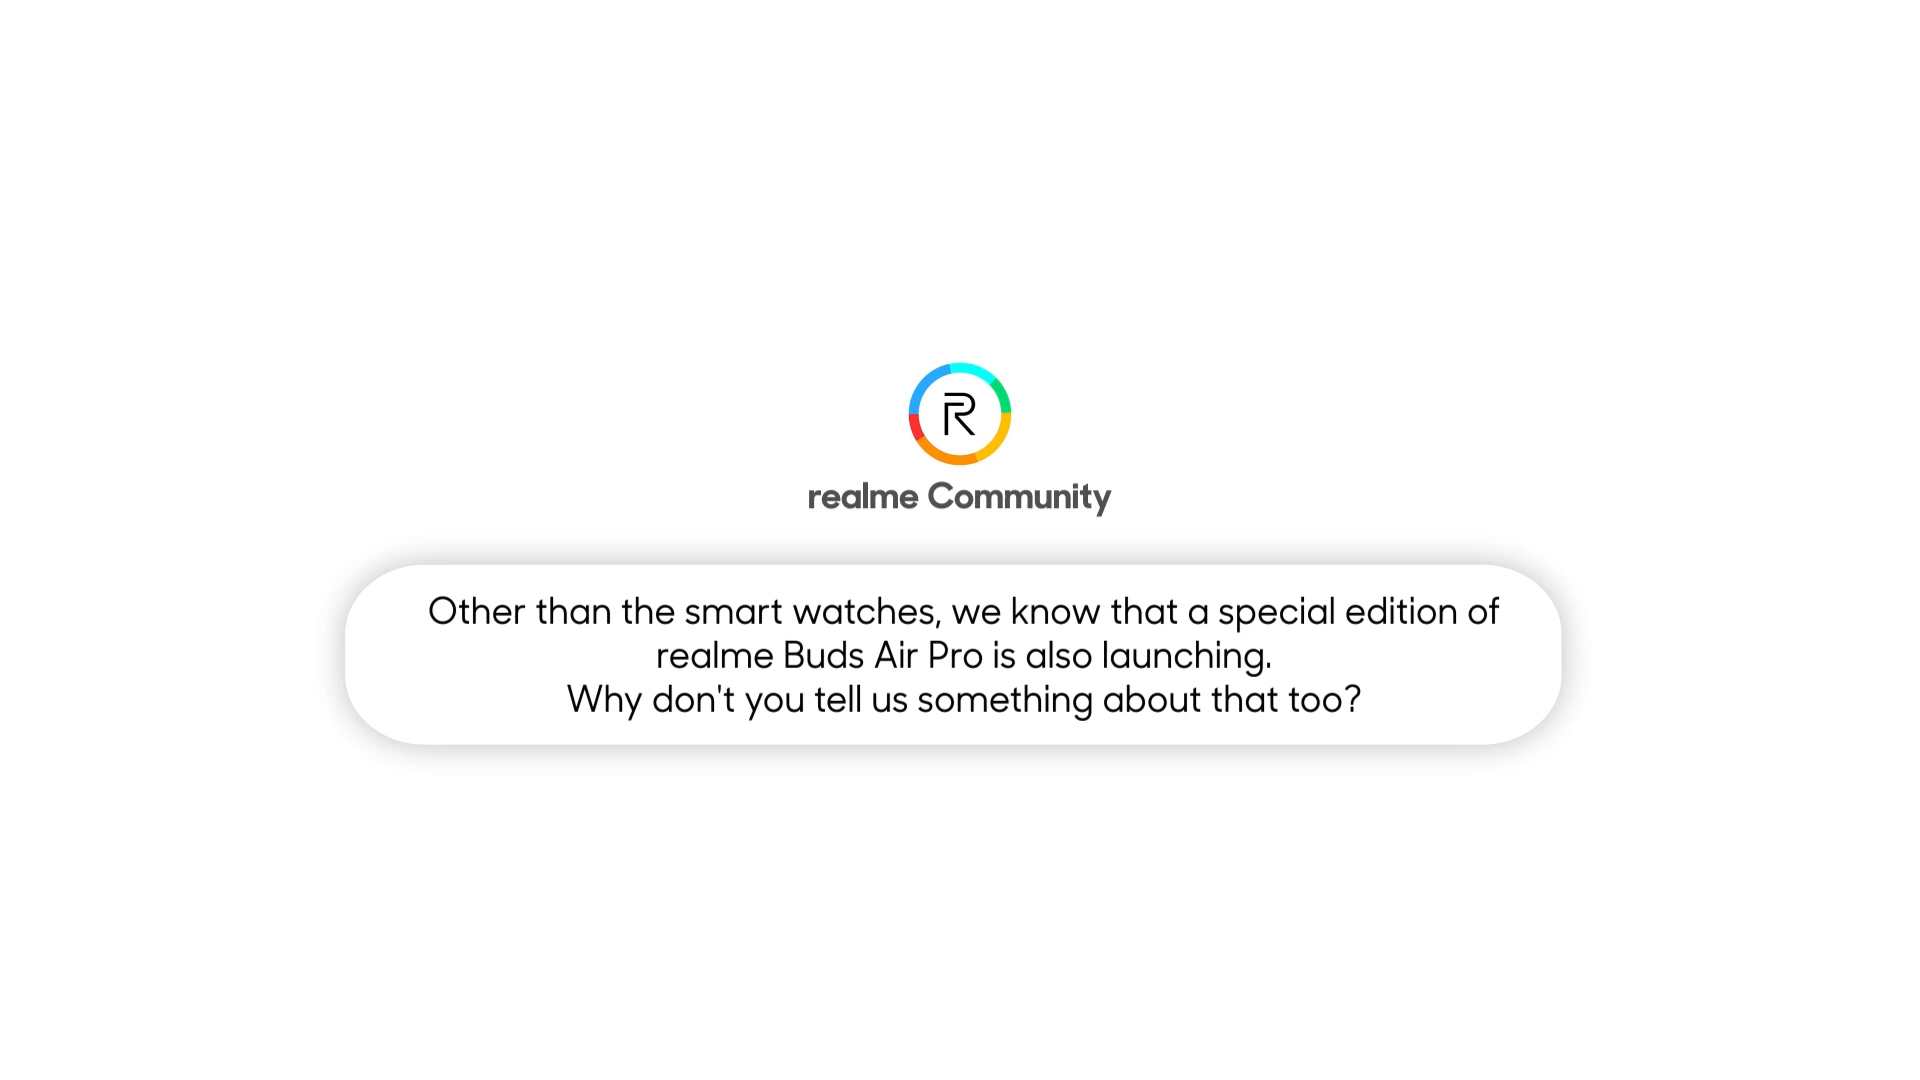 R
realme Community
Other than the smart watches, we know that a special edition of
realme Buds Air Pro is also launching.
Why don't you tell us something about that too?